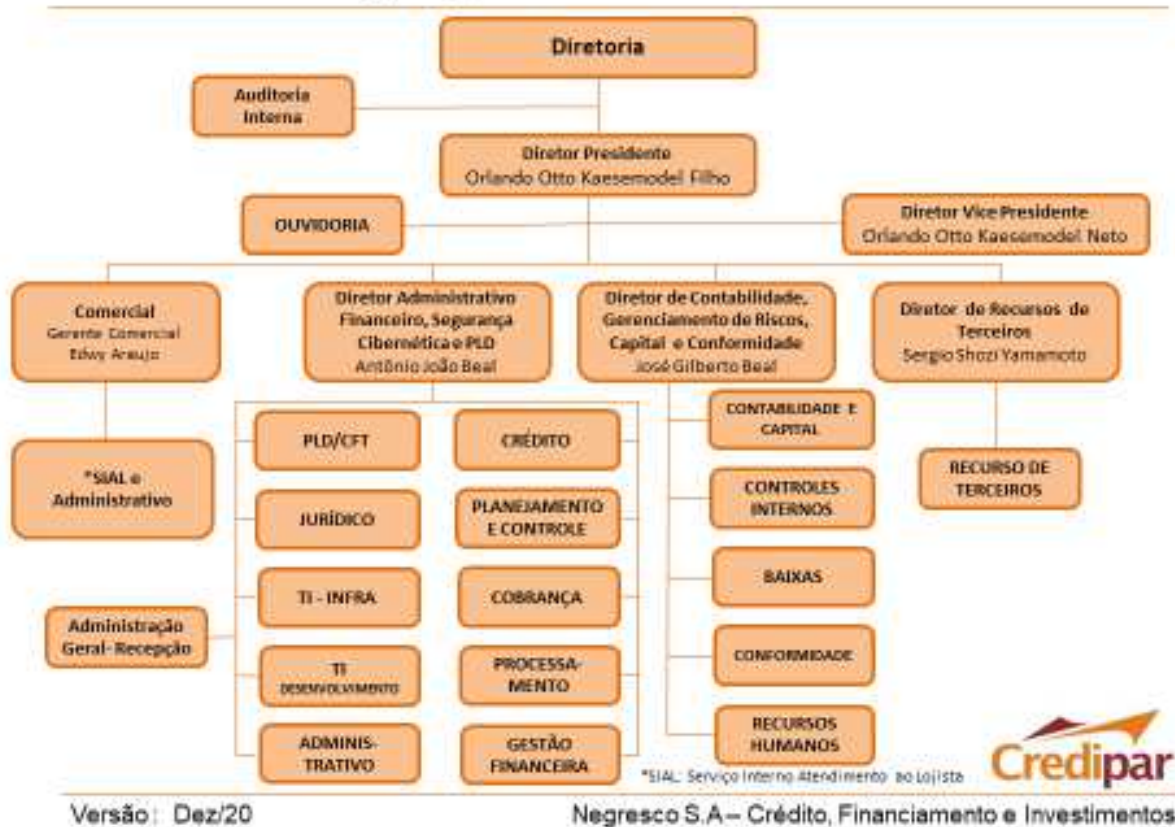 Diretoria
Auditoria
Interna
Diretor Presidente
Orlando Otto Kaesemodel Filho
OUVIDORIA
Diretor Vice Presidente
Orlando Otto Kaesemodel Neto
Comercial
Gerente Comercial
Edwy Araujo
Diretor Administrativo
Financeiro, Segurança
Cibernética e PLD
Antônio João Beal
Diretor de Contabilidade,
Gerenciamento de Riscos,
Capital e Conformidade
José Gilberto Beal
Diretor de Recursos de
Terceiros
Sergio Shozi Yamamoto
*SIAL e
Administrativo
Administração
Geral- Recepção
PLD/CFT
JURÍDICO
TI - INFRA
TI
DESENVOLVIMENTO
ADMINIS-
TRATIVO
CRÉDITO
PLANEJAMENTO
E CONTROLE
COBRANÇA
PROCESSA-
MENTO
GESTÃO
FINANCEIRA
CONTABILIDADE E
CAPITAL
CONTROLES
INTERNOS
BAIXAS
CONFORMIDADE
RECURSOS
HUMANOS
RECURSO DE
TERCEIROS
*SIAL: Serviço Interno Atendimento ao Lojista
Credipar
Versão: Dez/20
Negresco S.A – Crédito, Financiamento e Investimentos